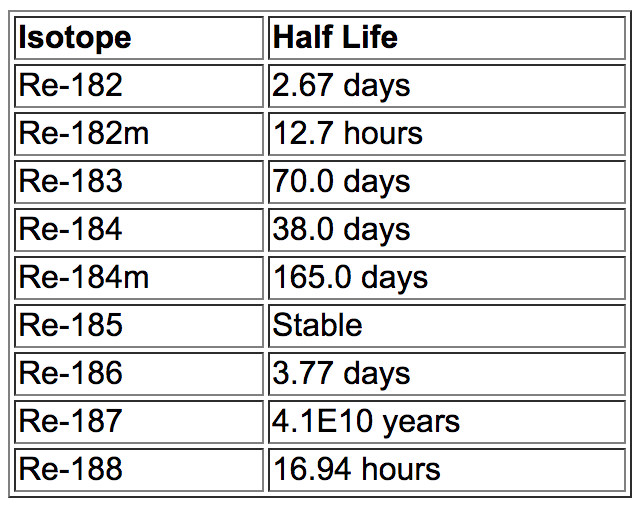 Isotope Half Life
Re-182 2.67 days
Re-182m 12.7 hours
Re-183 70.0 days
Re-184 38.0 days
Re-184m 165.0 days
Re-185 Stable
Re-186 3.77 days
Re-187 4.1E10 years
Re-188 16.94 hours